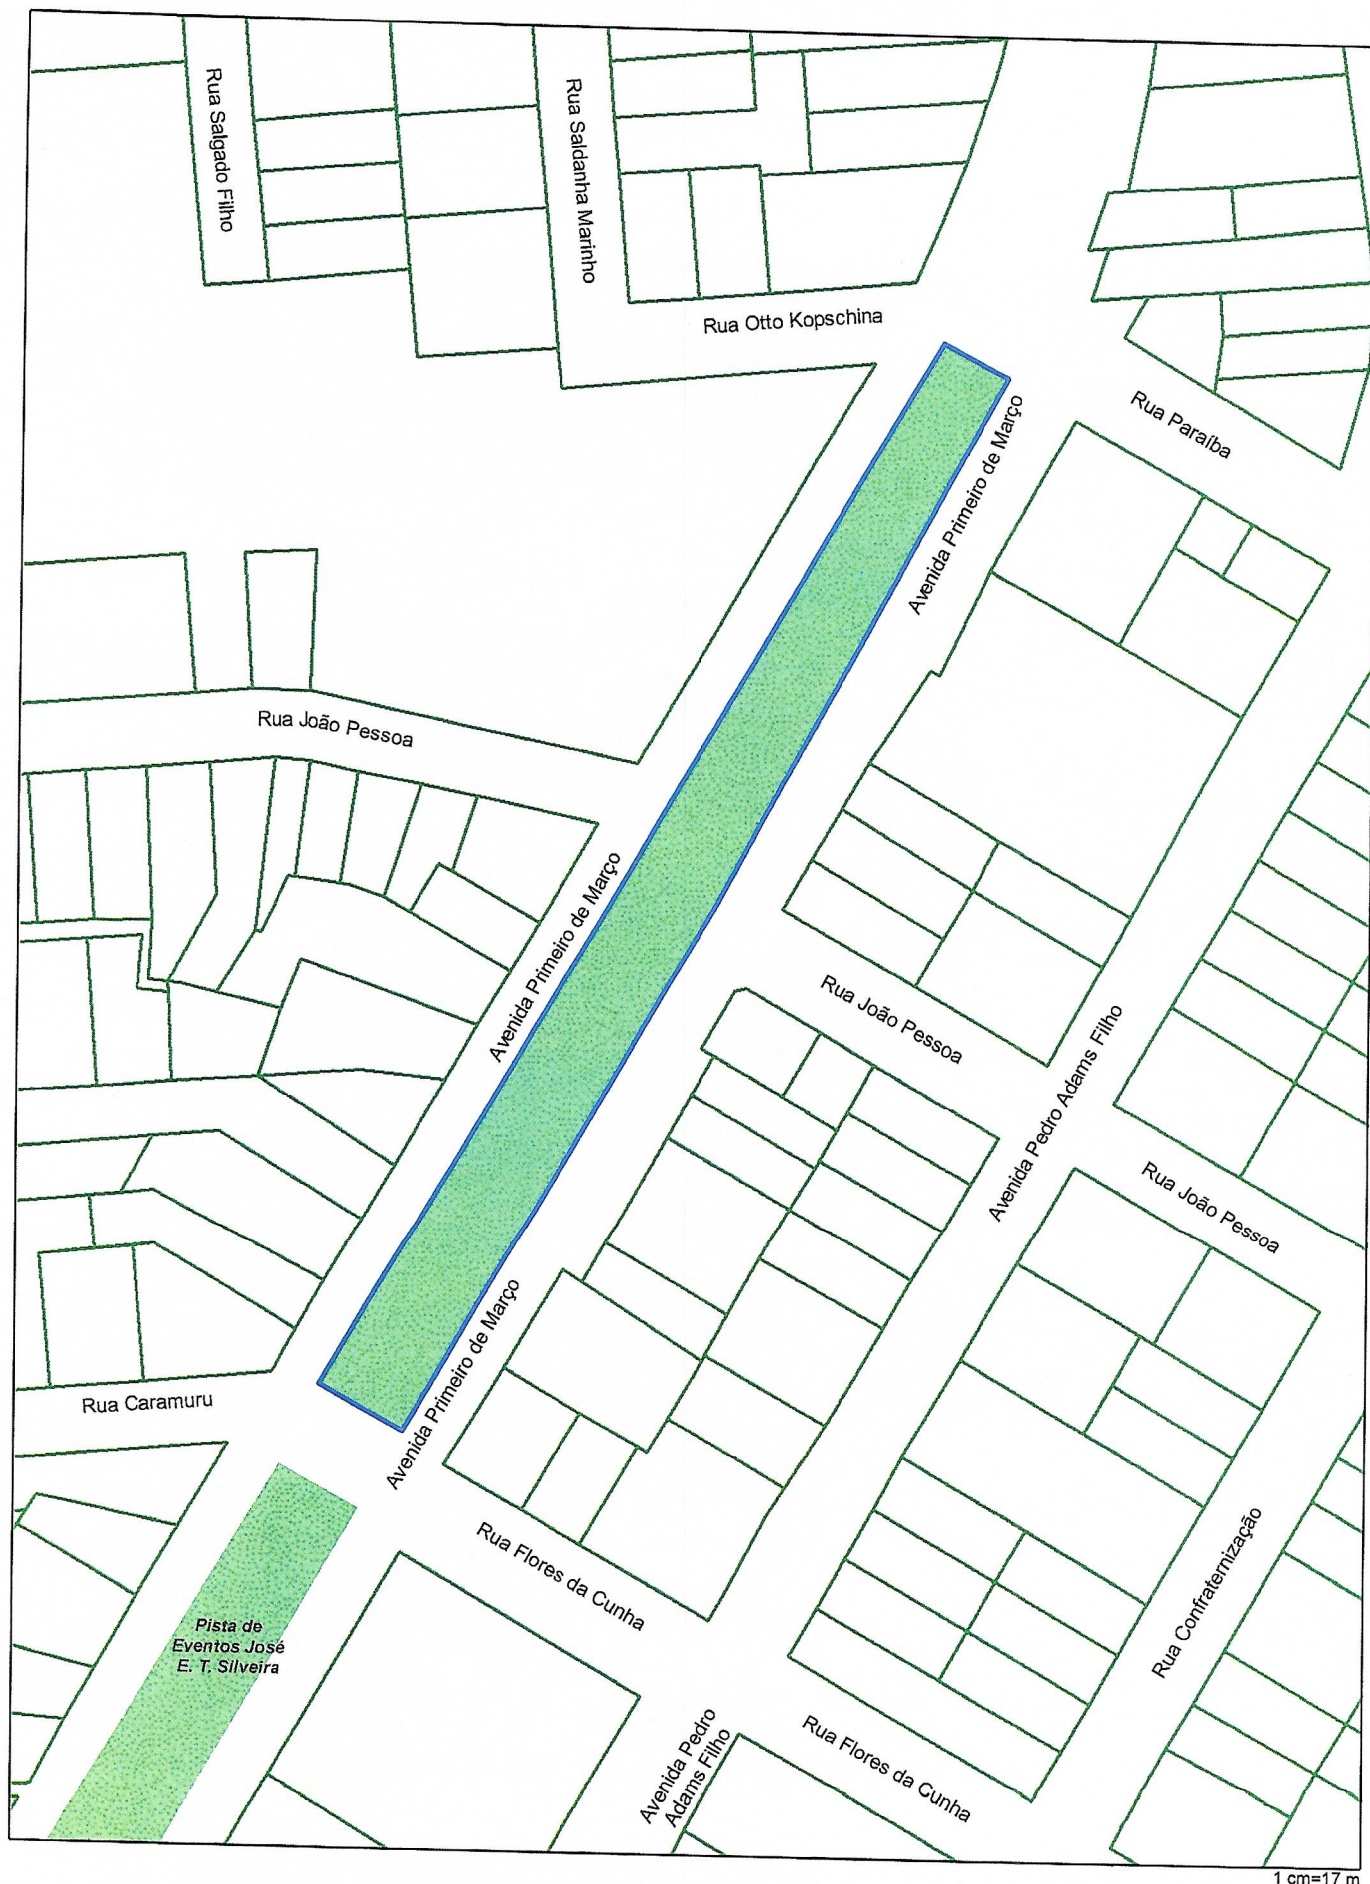 Rua Salgado Filho
Rua Saldanha Marinho
Rua Otto Kopschina
Avenida Primeiro de Março
Rua Paraíba
Rua João Pessoa
Avenida Primeiro de Março
Rua João Pessoa
Avenida Pedro Adams Filho
Rua João Pessoa
Avenida Primeiro de Março
Rua Caramuru
Rua Flores da Cunha
Rua Confraternização
Pista de
Eventos José
E. T. Silveira
Avenida Pedro
Adams Filho
Rua Flores da Cunha
1 cm=17 m